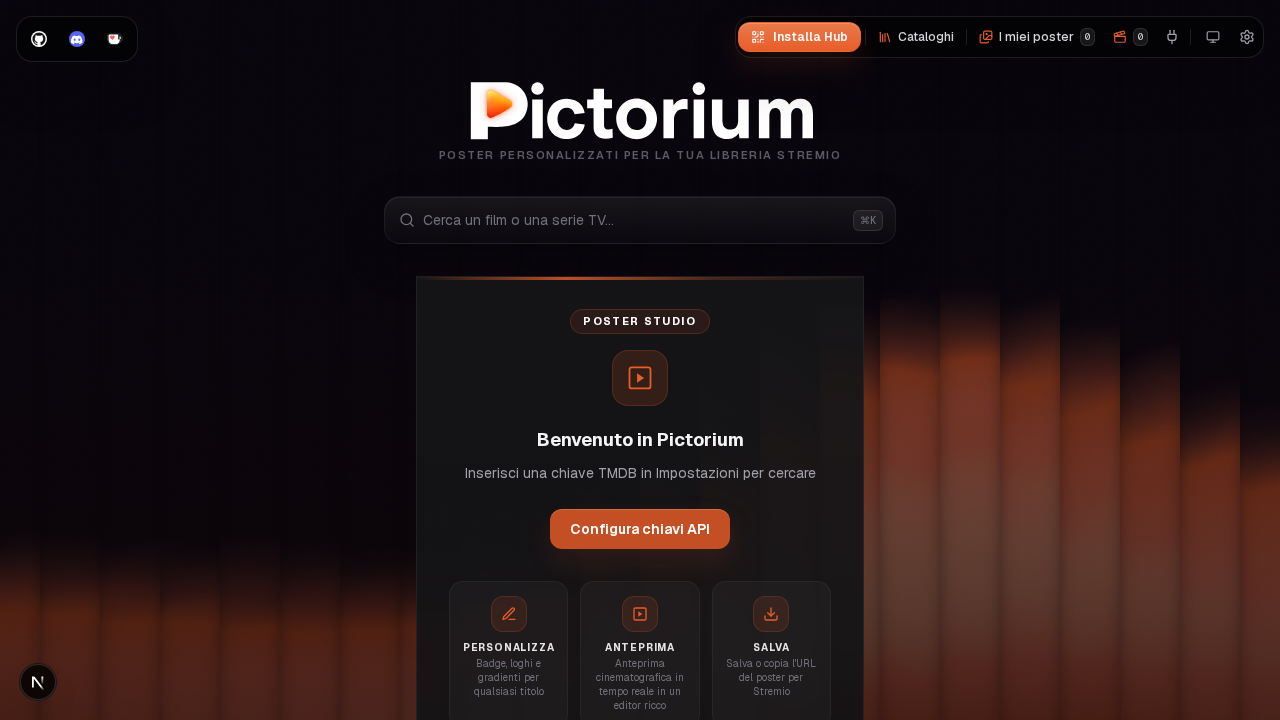 Installa Hub
Cataloghi
I miei poster 0
0
Pictorium
POSTER PERSONALIZZATI PER LA TUA LIBRERIA STREMIO
Cerca un film o una serie TV...
⌘K
POSTER STUDIO
Benvenuto in Pictorium
Inserisci una chiave TMDB in Impostazioni per cercare
Configura chiavi API
PERSONALIZZA
Badge, loghi e
gradienti per
qualsiasi titolo
ANTEPRIMA
Anteprima
cinematografica in
tempo reale in un
editor ricco
SALVA
Salva o copia l'URL
del poster per
Stremio
N